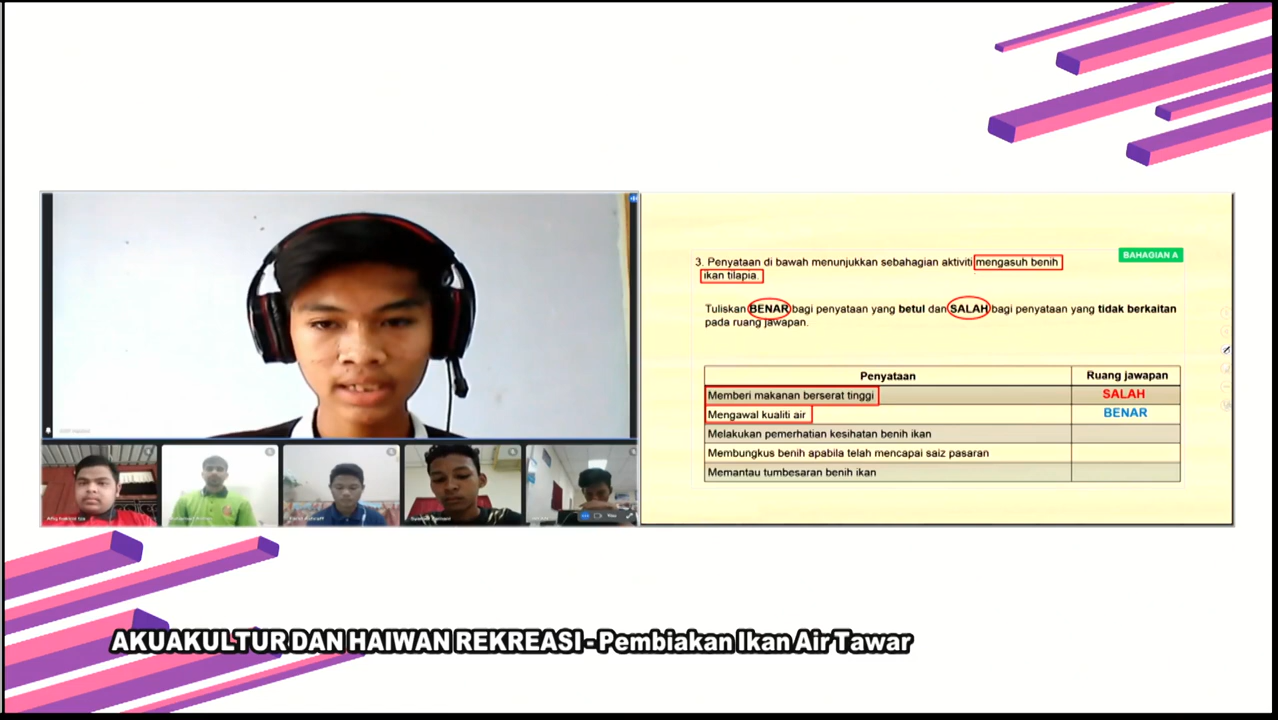 3. Penyataan di bawah menunjukkan sebahagian aktiviti mengasuh benih
ikan tilapia.
BAHAGIAN A
Tuliskan BENAR bagi penyataan yang betul dan SALAH bagi penyataan yang tidak berkaitan
pada ruang jawapan.
Penyataan Ruang jawapan
Memberi makanan berserat tinggi SALAH
Mengawal kualiti air BENAR
Melakukan pemerhatian kesihatan benih ikan
Membungkus benih apabila telah mencapai saiz pasaran
Memantau tumbesaran benih ikan
AKUAKULTUR DAN HAIWAN REKREASI - Pembiakan Ikan Air Tawar